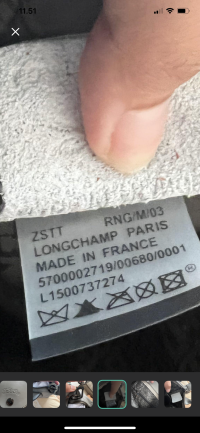 11:51
ZSTT RNG/M/03
LONGCHAMP PARIS
MADE IN FRANCE
5700002719/00680/0001
L1500737274